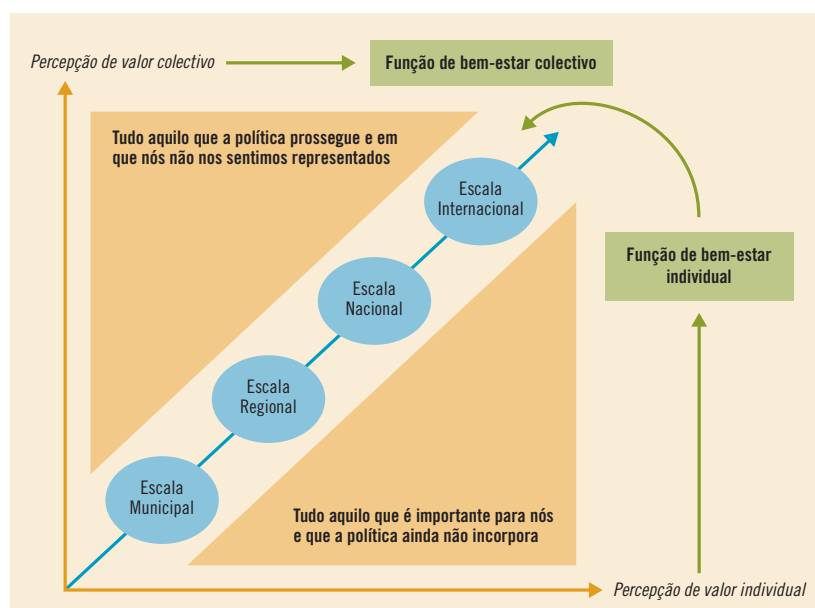 Percepção de valor colectivo
Função de bem-estar colectivo
Tudo aquilo que a política prossegue e em
que nós não nos sentimos representados
Escala
Internacional
Função de bem-estar
individual
Escala
Nacional
Escala
Regional
Escala
Municipal
Tudo aquilo que é importante para nós
e que a política ainda não incorpora
Percepção de valor individual